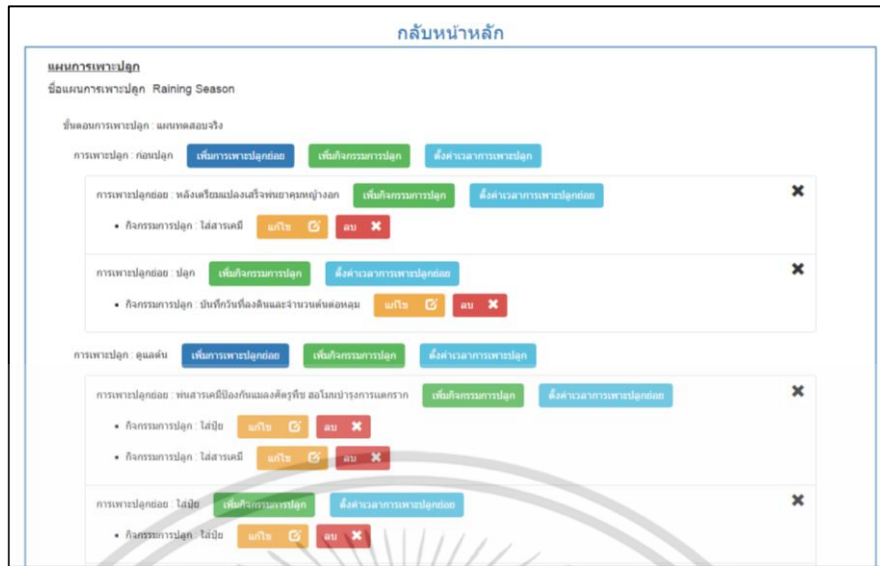 กลับหน้าหลัก
แผนการเพาะปลูก
ชื่อแผนการเพาะปลูก Raining Season
ขั้นตอนการเพาะปลูก : แผนทดสอบจริง
การเพาะปลูก : ก่อนปลูก เพิ่มการเพาะปลูกย่อย เพิ่มกิจกรรมการปลูก ตั้งค่าเวลาการเพาะปลูก
การเพาะปลูกย่อย : หลังเตรียมแปลงเสร็จพ่นยาคุมหญ้างอก เพิ่มกิจกรรมการปลูก ตั้งค่าเวลาการเพาะปลูกย่อย
กิจกรรมการปลูก : ใส่สารเคมี แก้ไข ลบ
การเพาะปลูกย่อย : ปลูก เพิ่มกิจกรรมการปลูก ตั้งค่าเวลาการเพาะปลูกย่อย
กิจกรรมการปลูก : บันทึกวันที่ลงดินและจำนวนต้นต่อหลุม แก้ไข ลบ
การเพาะปลูก : ดูแลต้น เพิ่มการเพาะปลูกย่อย เพิ่มกิจกรรมการปลูก ตั้งค่าเวลาการเพาะปลูก
การเพาะปลูกย่อย : พ่นสารเคมีป้องกันแมลงศัตรูพืช ฮอโมนบำรุงการแตกราก เพิ่มกิจกรรมการปลูก ตั้งค่าเวลาการเพาะปลูกย่อย
กิจกรรมการปลูก : ใส่ปุ๋ย แก้ไข ลบ
กิจกรรมการปลูก : ใส่สารเคมี แก้ไข ลบ
การเพาะปลูกย่อย : ใส่ปุ๋ย เพิ่มกิจกรรมการปลูก ตั้งค่าเวลาการเพาะปลูกย่อย
กิจกรรมการปลูก : ใส่ปุ๋ย แก้ไข ลบ